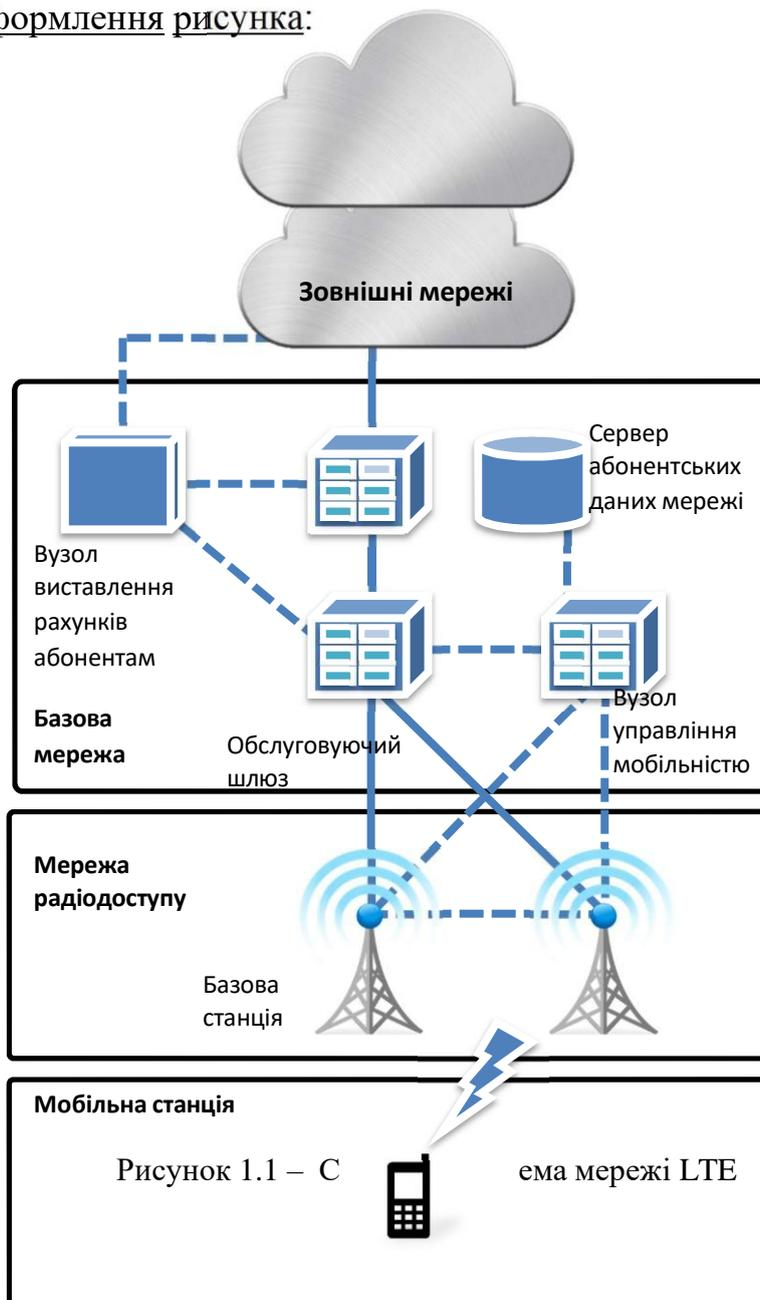 формлення рисунка:
Зовнішні мережі
Сервер
абонентських
даних мережі
Вузол
виставлення
рахунків
абонентам
Базова
мережа
Обслуговуючий
шлюз
Вузол
управління
мобільністю
Мережа
радіодоступу
Базова
станція
Мобільна станція
Рисунок 1.1 – С ема мережі LTE